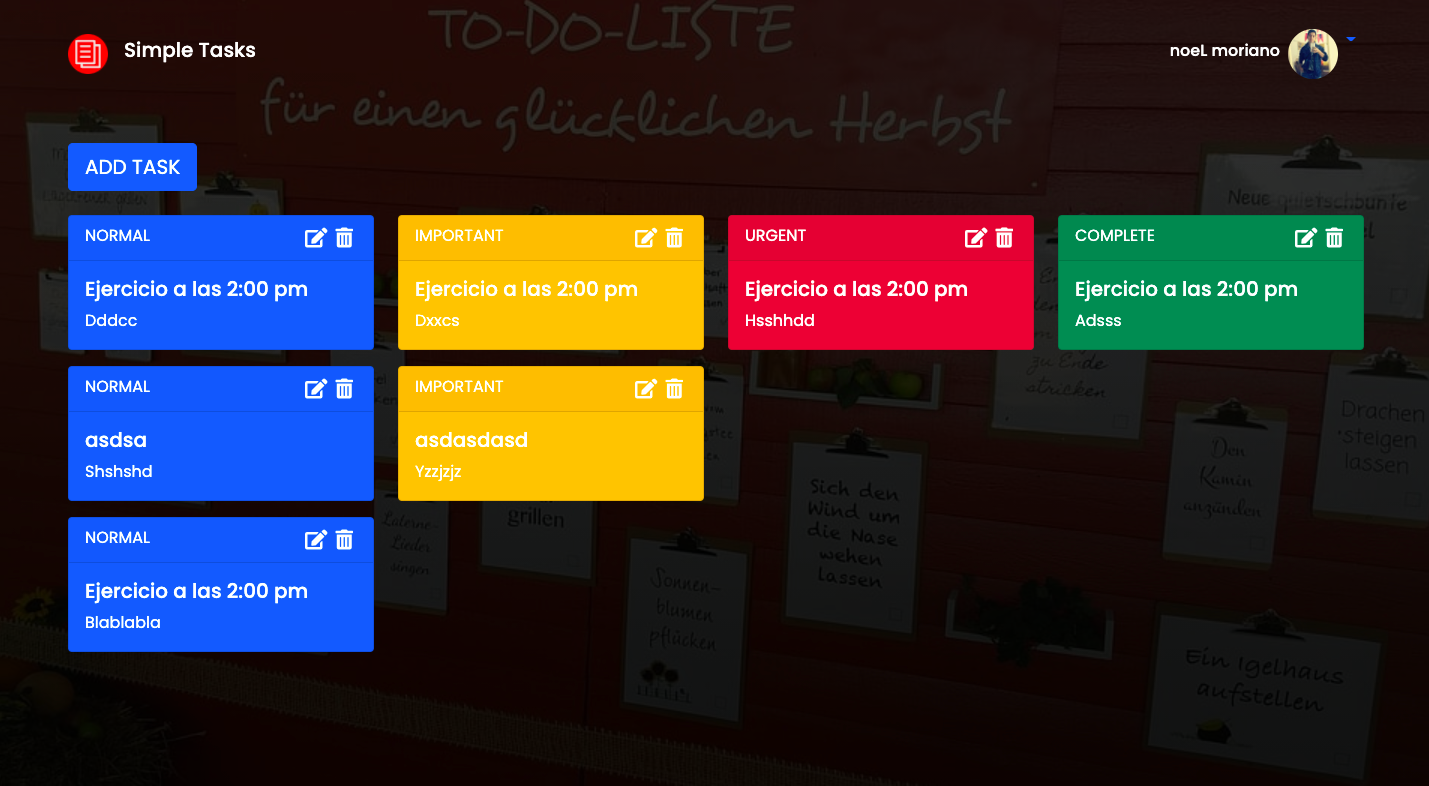 TO-DO-LISTE
für einen glücklichen Herbst
Simple Tasks
noeL moriano
ADD TASK
Neue quietschbunte
NORMAL
Ejercicio a las 2:00 pm
Dddcc
IMPORTANT
Ejercicio a las 2:00 pm
Dxxcs
URGENT
Ejercicio a las 2:00 pm
Hsshhdd
COMPLETE
Ejercicio a las 2:00 pm
Adsss
zu Ende
stricken
NORMAL
asdsa
Shshshd
IMPORTANT
asdasdasd
Yzzjzjz
Drachen
steigen
lassen
Den
Kamin
anzünden
Sich den
Wind um
die Nase
wehen
lassen
grillen
Laterne-
Lieder
singen
NORMAL
Ejercicio a las 2:00 pm
Blablabla
Sonnen-
blumen
pflücken
Ein Igelhaus
aufstellen